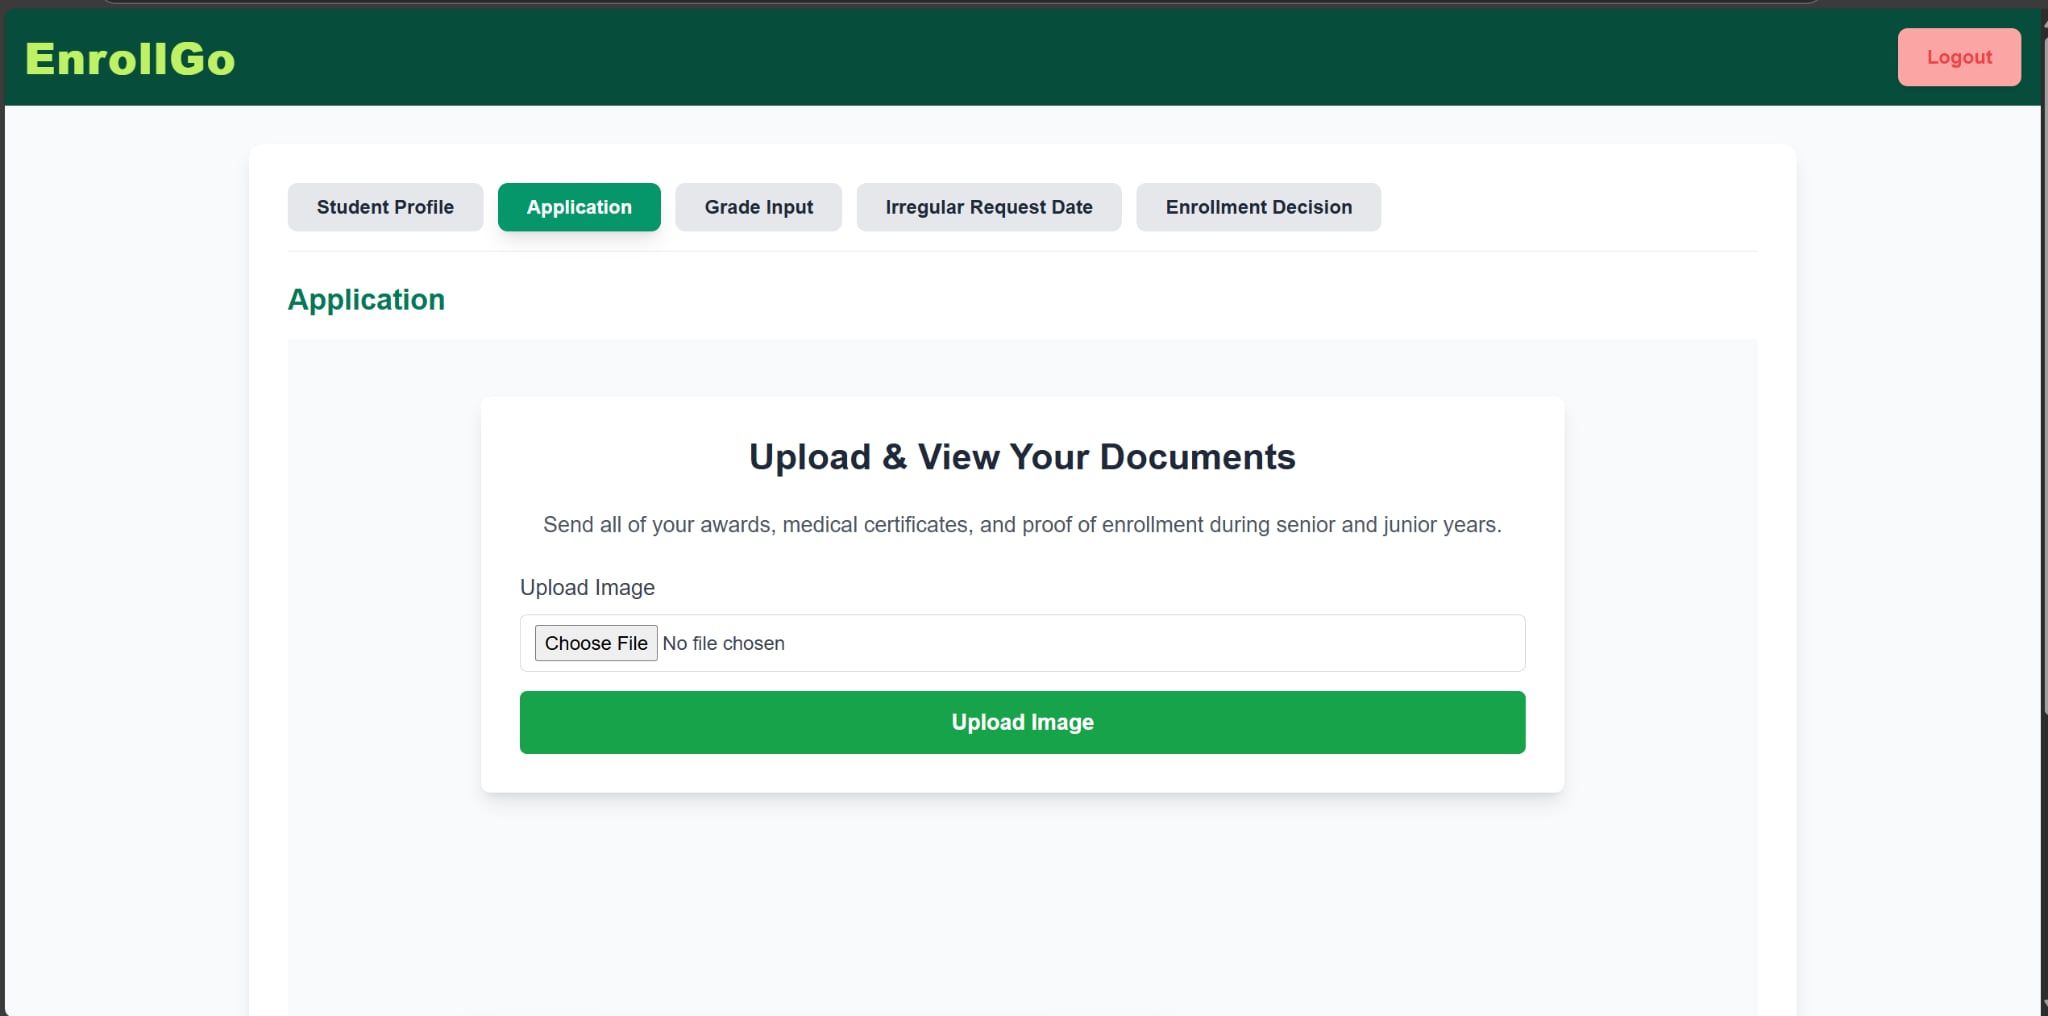 EnrollGo
Logout
Student Profile
Application
Grade Input
Irregular Request Date
Enrollment Decision
Application
Upload & View Your Documents
Send all of your awards, medical certificates, and proof of enrollment during senior and junior years.
Upload Image
Choose File No file chosen
Upload Image